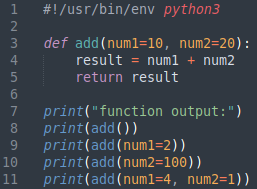 1 #!/usr/bin/env python3
2
3 def add(num1=10, num2=20):
4     result = num1 + num2
5     return result
6
7 print("function output:")
8 print(add())
9 print(add(num1=2))
10 print(add(num2=100))
11 print(add(num1=4, num2=1))